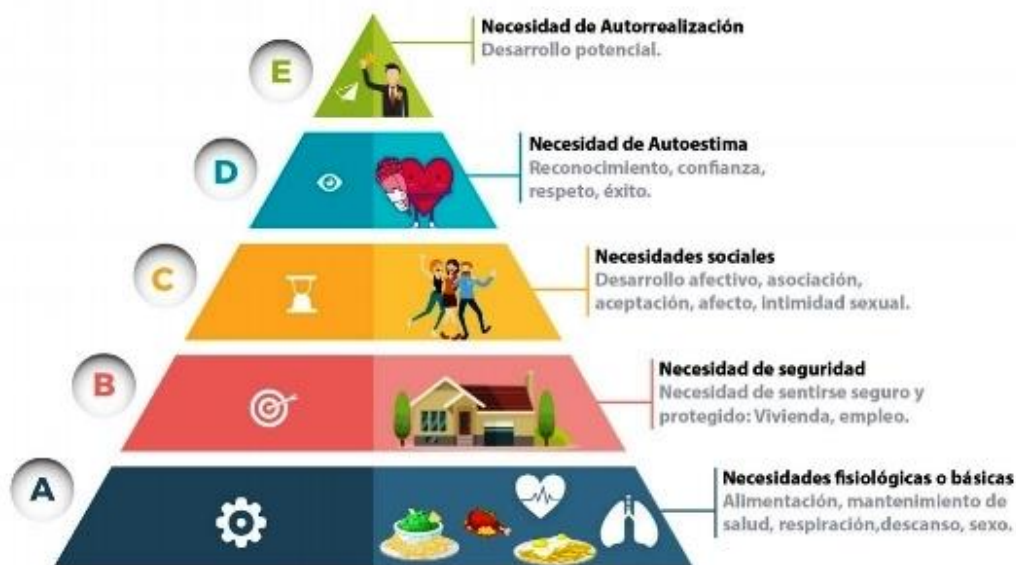 Necesidad de Autorrealización
Desarrollo potencial.
E
Necesidad de Autoestima
Reconocimiento, confianza,
respeto, éxito.
D
Necesidades sociales
Desarrollo afectivo, asociación,
aceptación, afecto, intimidad sexual.
C
Necesidad de seguridad
Necesidad de sentirse seguro y
protegido: Vivienda, empleo.
B
Necesidades fisiológicas o básicas
Alimentación, mantenimiento de
salud, respiración,descanso, sexo.
A